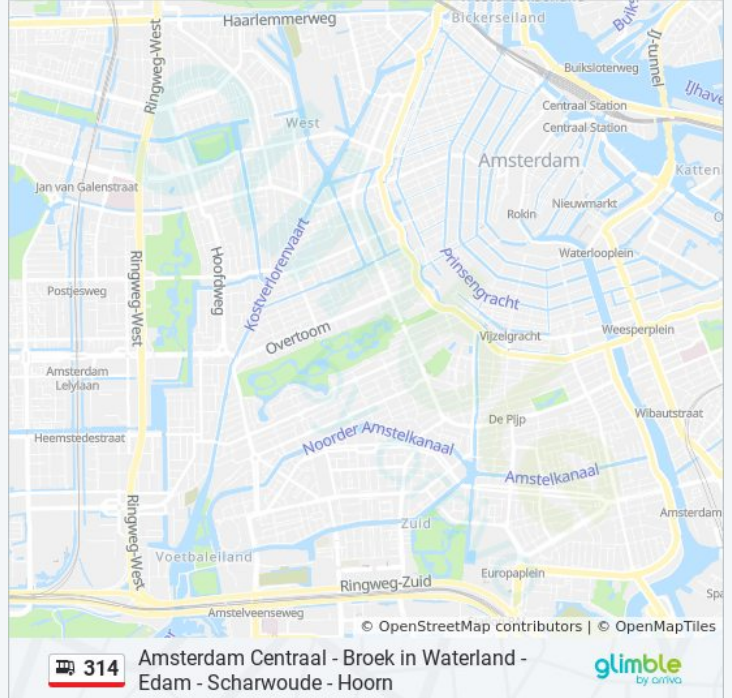 Haarlemmerweg
Bickerseiland
Buiksloterweg
IJ-tunnel
Ringweg-West
Centraal Station
Centraal Station
West
Amsterdam
Jan van Galenstraat
Nieuwmarkt
Rokin
Waterlooplein
Hoofdweg
Kostverlorenvaart
Prinsengracht
Ringweg-West
Postjesweg
Overtoom
Vijzelgracht
Weesperplein
Amsterdam
Lelylaan
De Pijp
Wibautstraat
Heemstedestraat
Noorder Amstelkanaal
Amstelkanaal
Ringweg-West
Zuid
Amsterdam
Voetbaleiland
Europaplein
Ringweg-Zuid
Amstelveenseweg
© OpenStreetMap contributors | © OpenMapTiles
314
Amsterdam Centraal - Broek in Waterland -
Edam - Scharwoude - Hoorn
glimble
by arriva